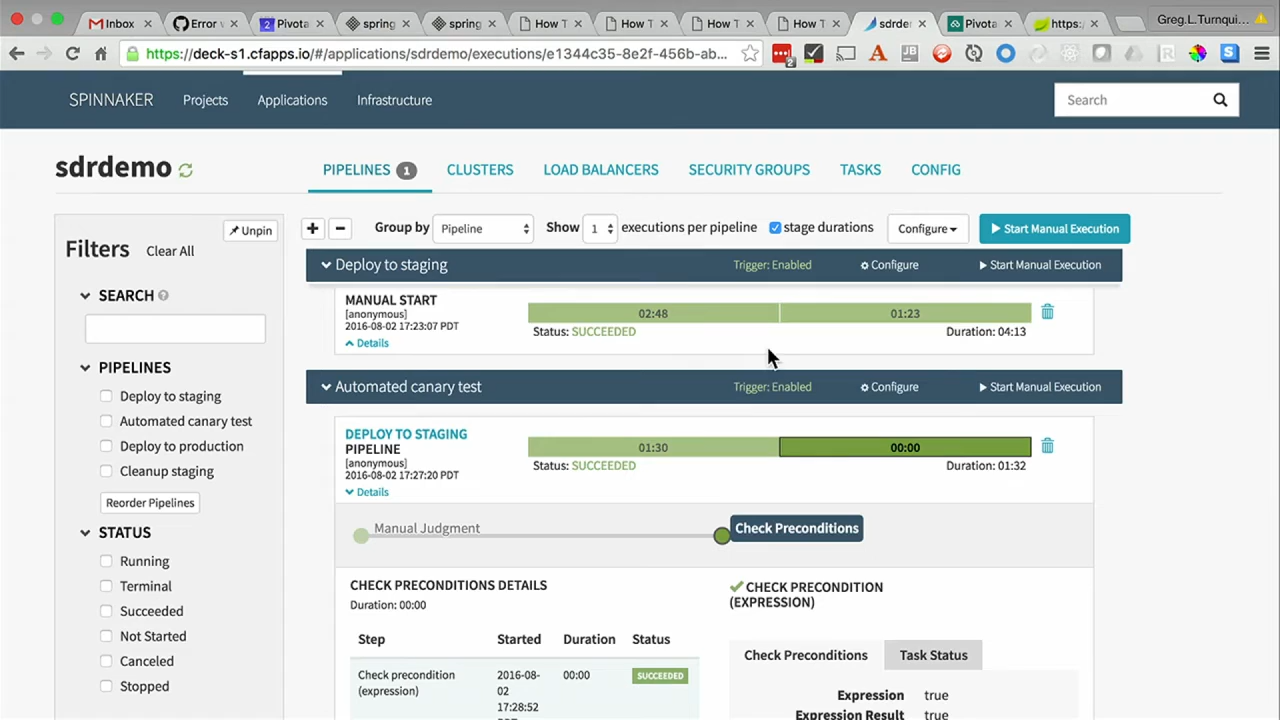 Inbox
Error v
Pivota
spring
spring
How T
How T
How T
How T
sdrde
Pivota
https:/
Greg.L.Turnqui...
https://deck-s1.cfapps.io/#/applications/sdrdemo/executions/e1344c35-8e2f-456b-ab...
SPINNAKER
Projects
Applications
Infrastructure
Search
sdrdemo
PIPELINES 1
CLUSTERS
LOAD BALANCERS
SECURITY GROUPS
TASKS
CONFIG
Unpin
Filters
Clear All
SEARCH
PIPELINES
Deploy to staging
Automated canary test
Deploy to production
Cleanup staging
Reorder Pipelines
STATUS
Running
Terminal
Succeeded
Not Started
Canceled
Stopped
Group by Pipeline Show 1 executions per pipeline stage durations Configure Start Manual Execution
Deploy to staging Trigger: Enabled Configure Start Manual Execution
MANUAL START
[anonymous]
2016-08-02 17:23:07 PDT
Details
02:48 01:23
Status: SUCCEEDED Duration: 04:13
Automated canary test Trigger: Enabled Configure Start Manual Execution
DEPLOY TO STAGING
PIPELINE
[anonymous]
2016-08-02 17:27:20 PDT
Details
01:30 00:00
Status: SUCCEEDED Duration: 01:32
Manual Judgment
Check Preconditions
CHECK PRECONDITIONS DETAILS
Duration: 00:00
Step Started Duration Status
Check precondition
(expression)
2016-08-
02
17:28:52
00:00
SUCCEEDED
CHECK PRECONDITION
(EXPRESSION)
Check Preconditions
Task Status
Expression true
Expression Result true